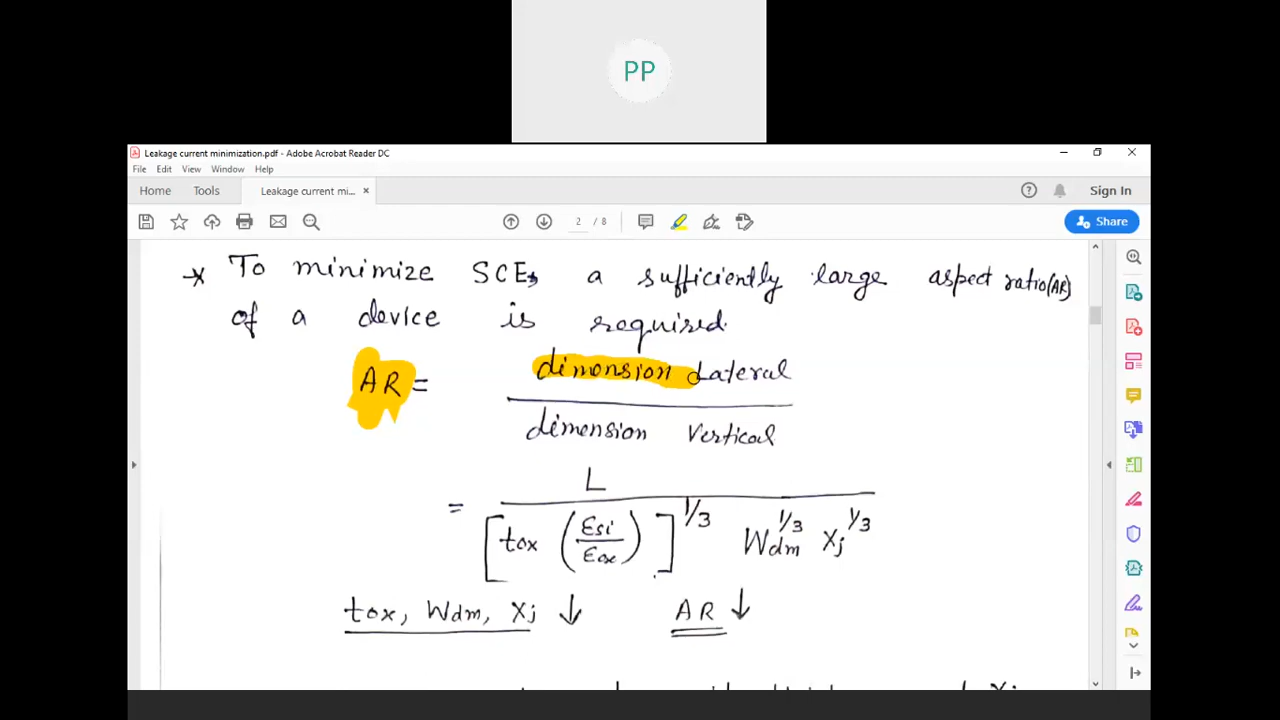 PP
Leakage current minimization.pdf - Adobe Acrobat Reader DC
File Edit View Window Help
Home Tools Leakage current mi... × Sign In
2 / 8 Share
* To minimize SCEs a sufficiently large aspect ratio(AR)
of a device is required.
AR = dimension Lateral
dimension Vertical
= L
[tox (εsi/εox)]^1/3 Wdm^1/3 Xj^1/3
tox, Wdm, Xj ↓ AR ↓